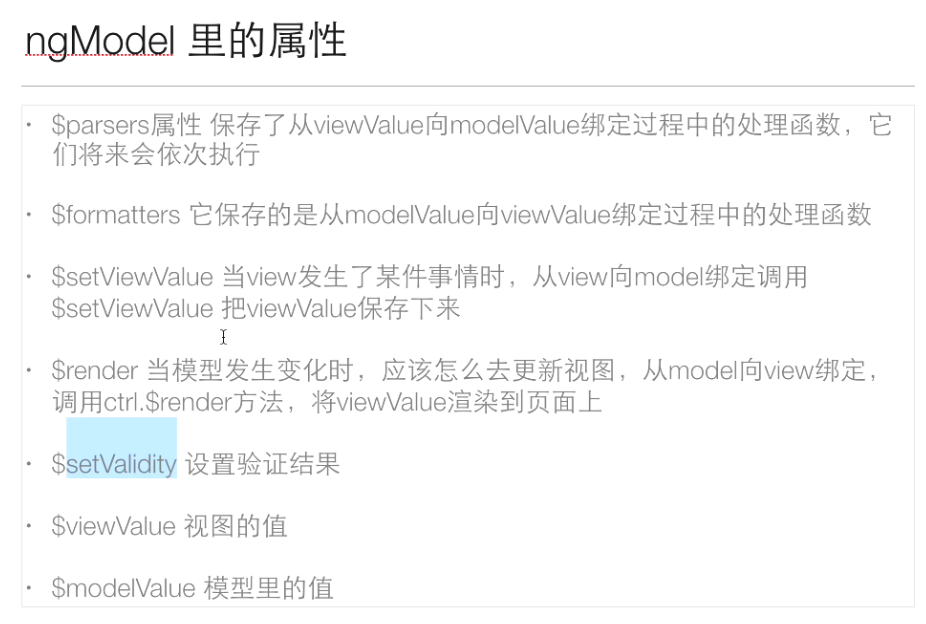 ngModel 里的属性
• $parsers属性 保存了从viewValue向modelValue绑定过程中的处理函数，它
们将来会依次执行
• $formatters 它保存的是从modelValue向viewValue绑定过程中的处理函数
• $setViewValue 当view发生了某件事情时，从view向model绑定调用
$setViewValue 把viewValue保存下来
• $render 当模型发生变化时，应该怎么去更新视图，从model向view绑定，
调用ctrl.$render方法，将viewValue渲染到页面上
• $setValidity 设置验证结果
• $viewValue 视图的值
• $modelValue 模型里的值